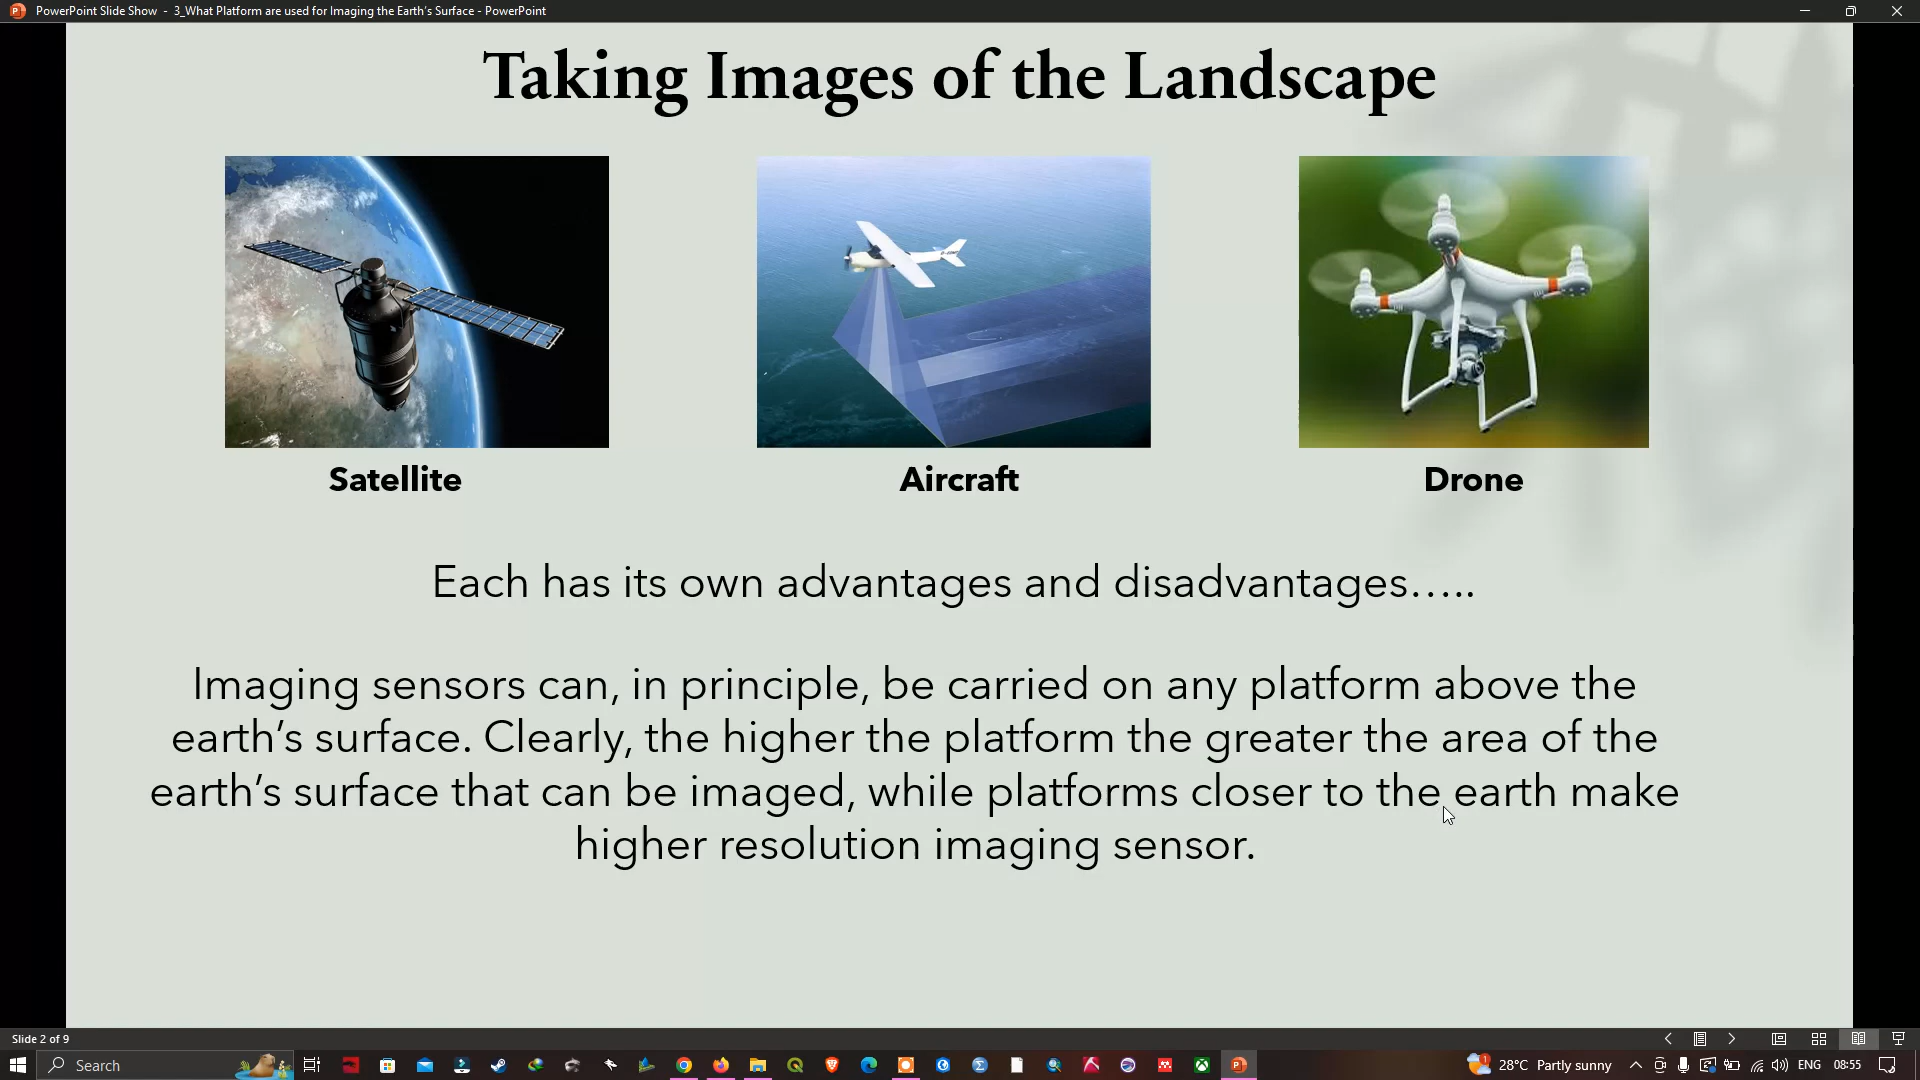 PowerPoint Slide Show - 3_What Platform are used for Imaging the Earth's Surface - PowerPoint
Taking Images of the Landscape
Satellite
Aircraft
Drone
Each has its own advantages and disadvantages.....
Imaging sensors can, in principle, be carried on any platform above the
earth’s surface. Clearly, the higher the platform the greater the area of the
earth’s surface that can be imaged, while platforms closer to the earth make
higher resolution imaging sensor.
Slide 2 of 9
Search
28°C Partly sunny
ENG
08:55